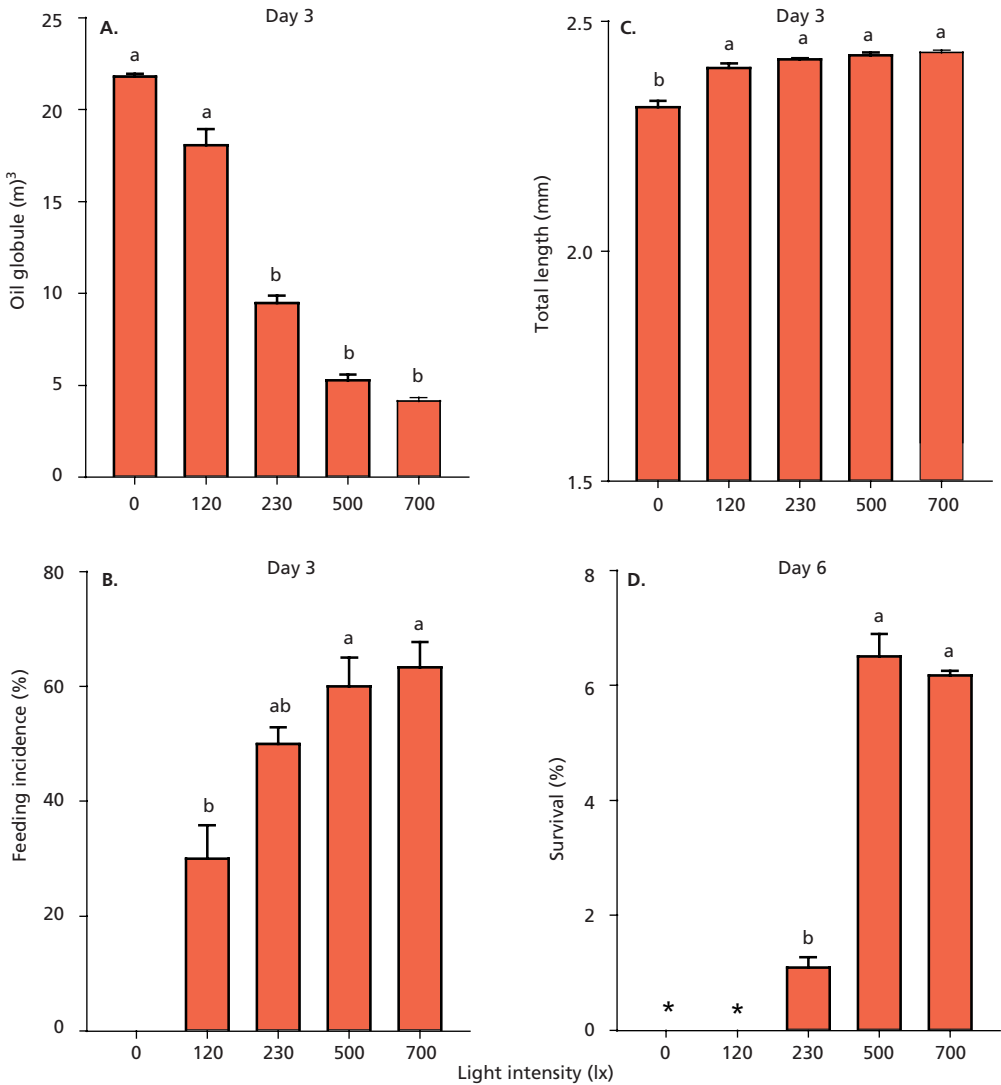 A.
Day 3
Oil globule (m)³
25
20
15
10
5
0
a
a
b
b
b
0 120 230 500 700
C.
Day 3
Total length (mm)
2.5
2.0
1.5
b
a
a
a
a
0 120 230 500 700
B.
Day 3
Feeding incidence (%)
80
60
40
20
0
b
ab
a
a
0 120 230 500 700
D.
Day 6
Survival (%)
8
6
4
2
0
*
*
b
a
a
0 120 230 500 700
Light intensity (lx)